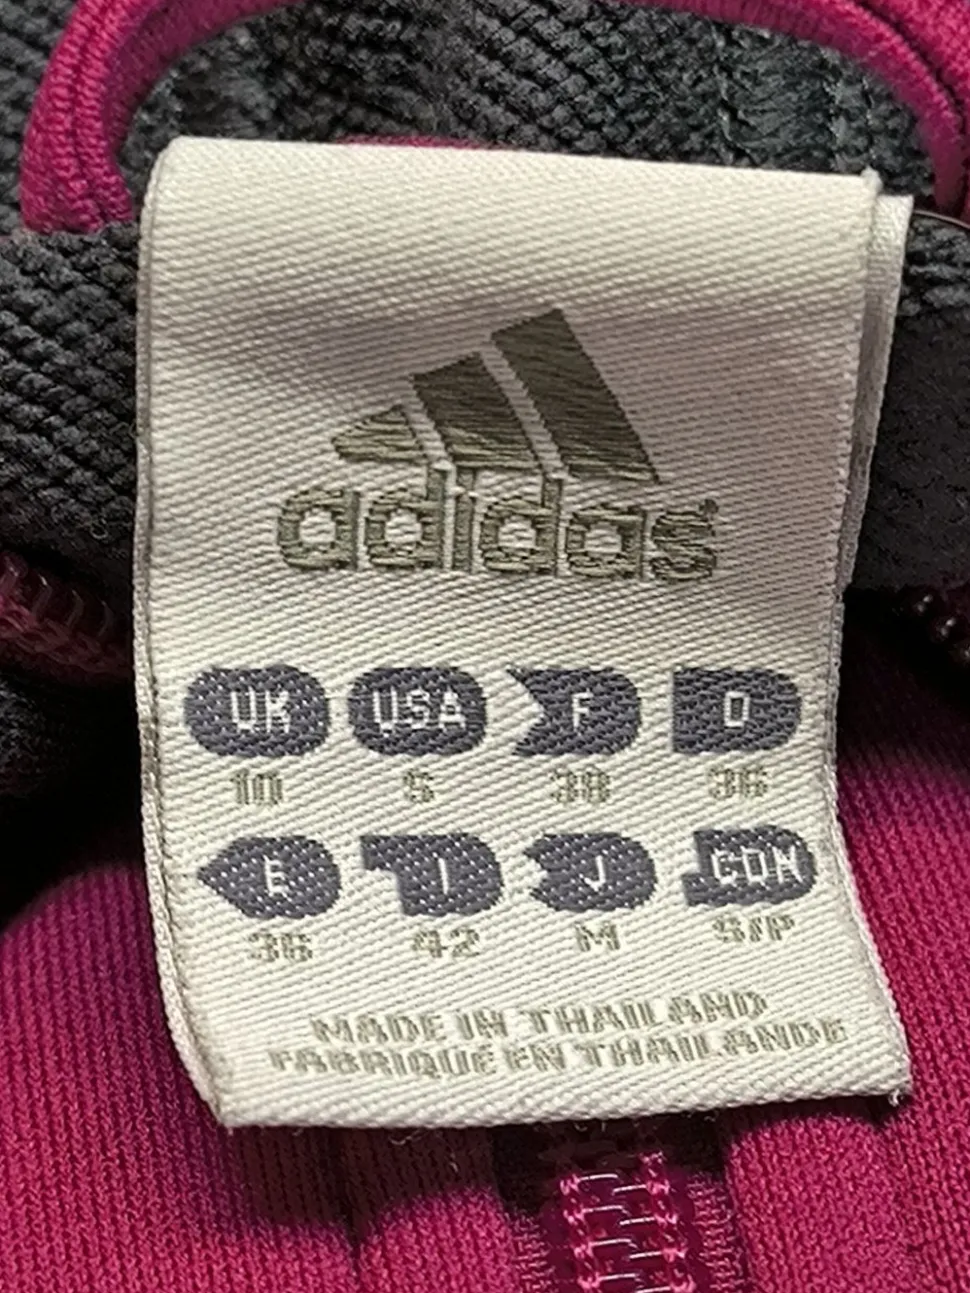 adidas
UK USA F D
10 S 38 36
E I J CDN
36 42 M S/P
MADE IN THAILAND
FABRIQUÉ EN THAILANDE